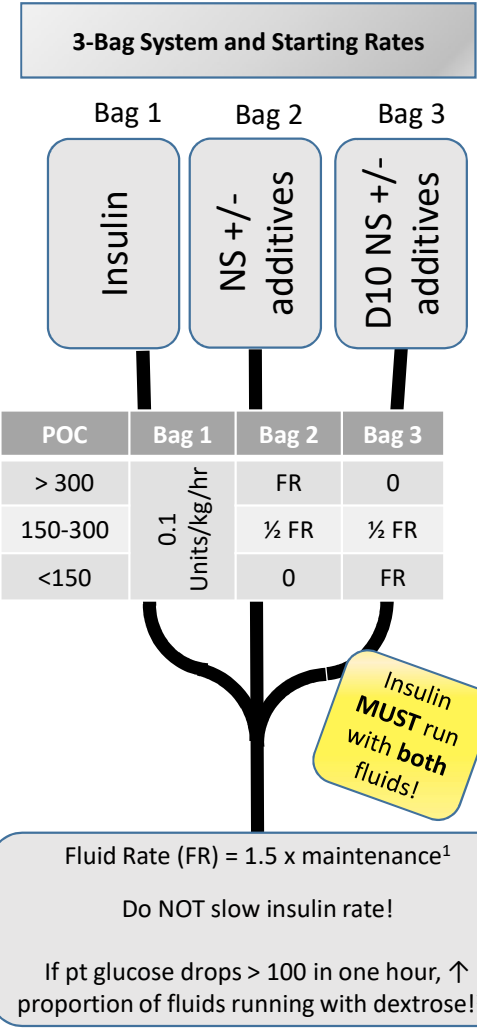 3-Bag System and Starting Rates
Bag 1 Bag 2 Bag 3
Insulin
NS +/-
additives
D10 NS +/-
additives
POC Bag 1 Bag 2 Bag 3
> 300 FR 0
150-300 ½ FR ½ FR
<150 0 FR
0.1
Units/kg/hr
Insulin
MUST run
with both
fluids!
Fluid Rate (FR) = 1.5 x maintenance¹
Do NOT slow insulin rate!
If pt glucose drops > 100 in one hour, ↑
proportion of fluids running with dextrose!